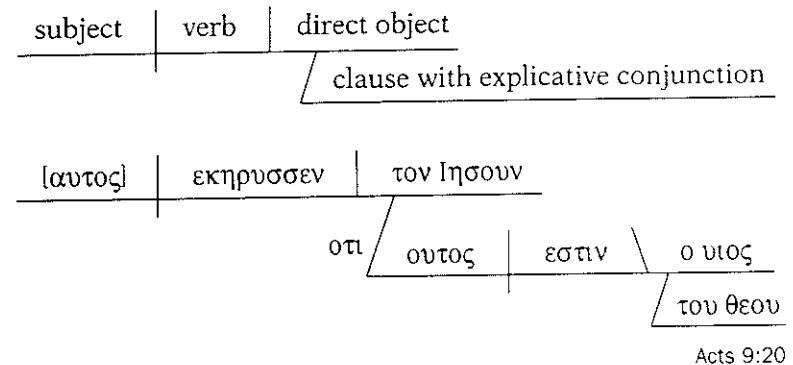 subject verb direct object
clause with explicative conjunction
[αυτος] εκηρυσσεν τον Ιησουν
οτι ουτος εστιν ο υιος
του θεου
Acts 9:20